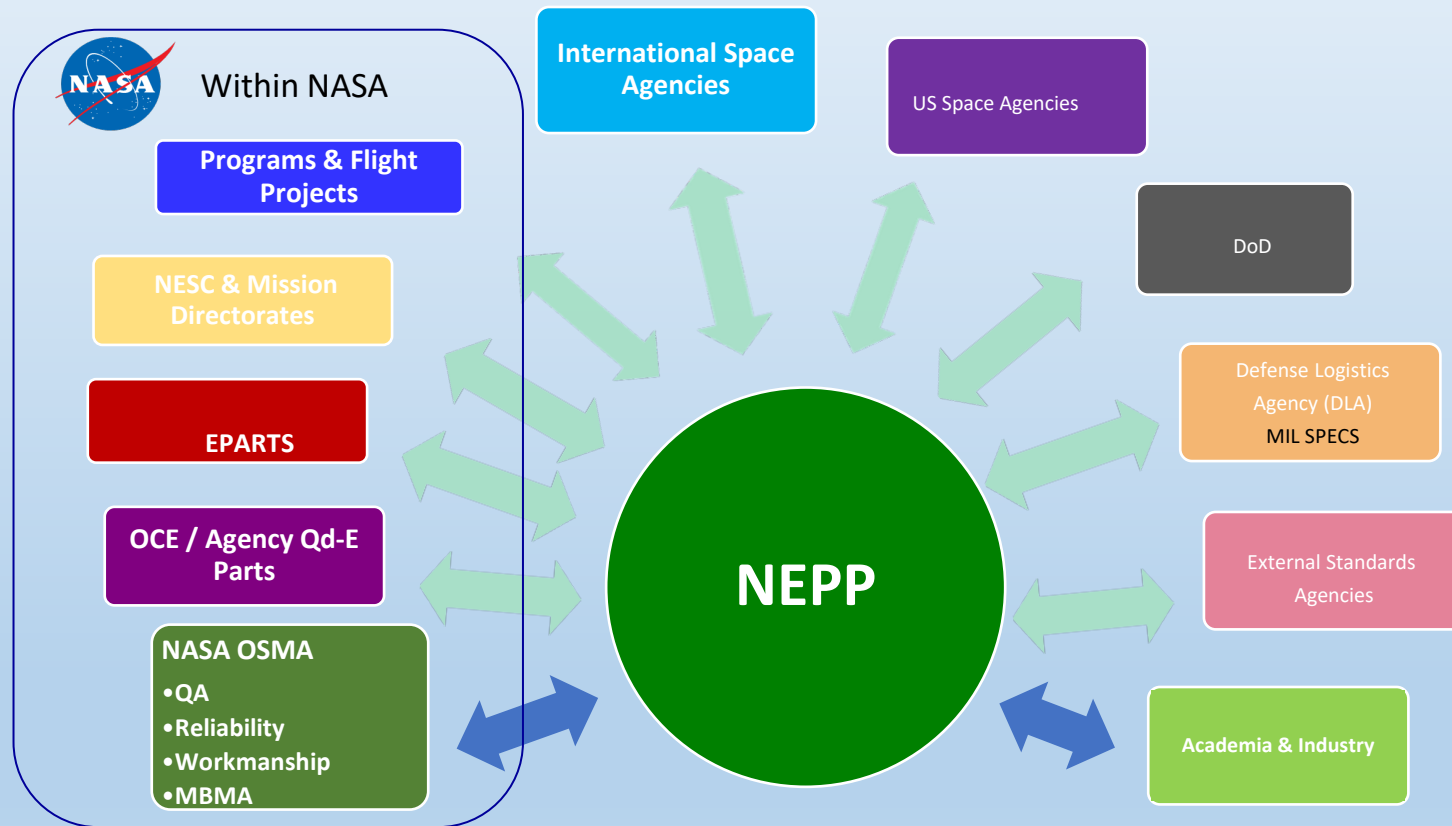 NASA
Within NASA
Programs & Flight
Projects
NESC & Mission
Directorates
EPARTS
OCE / Agency Qd-E
Parts
NASA OSMA
•QA
•Reliability
•Workmanship
•MBMA
International Space
Agencies
US Space Agencies
DoD
Defense Logistics
Agency (DLA)
MIL SPECS
External Standards
Agencies
Academia & Industry
NEPP